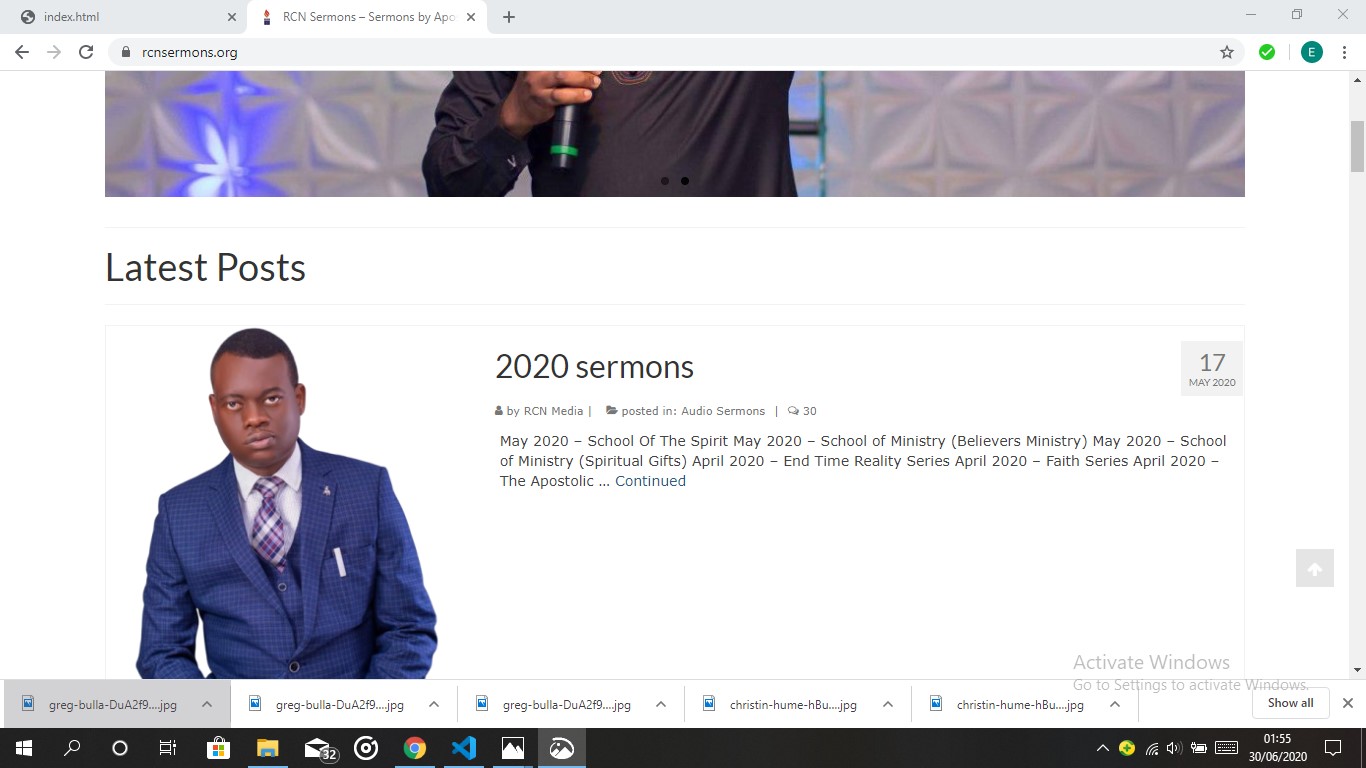 index.html
RCN Sermons – Sermons by Apo
rcnsermons.org
E
Latest Posts
2020 sermons
17
MAY 2020
by RCN Media | posted in: Audio Sermons | 30
May 2020 – School Of The Spirit May 2020 – School of Ministry (Believers Ministry) May 2020 – School
of Ministry (Spiritual Gifts) April 2020 – End Time Reality Series April 2020 – Faith Series April 2020 –
The Apostolic ... Continued
Activate Windows
Go to Settings to activate Windows.
greg-bulla-DuA2f9....jpg
greg-bulla-DuA2f9....jpg
greg-bulla-DuA2f9....jpg
christin-hume-hBu....jpg
christin-hume-hBu....jpg
Show all
32
01:55
30/06/2020